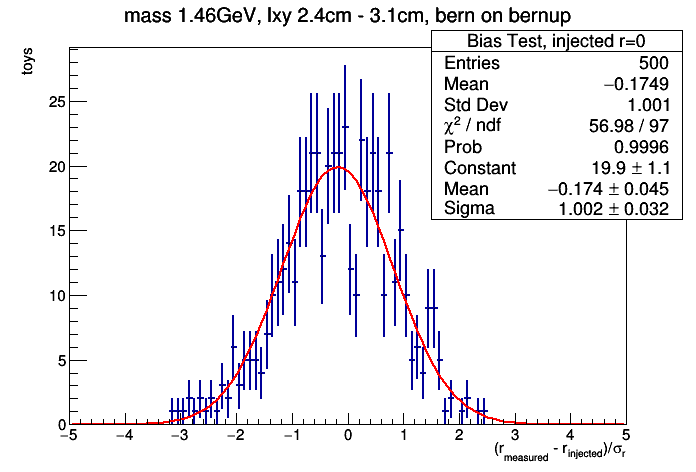 mass 1.46GeV, lxy 2.4cm - 3.1cm, bern on bernup
Bias Test, injected r=0
Entries 500
Mean −0.1749
Std Dev 1.001
χ² / ndf 56.98 / 97
Prob 0.9996
Constant 19.9 ± 1.1
Mean −0.174 ± 0.045
Sigma 1.002 ± 0.032
toys
25
20
15
10
5
0
−5 −4 −3 −2 −1 0 1 2 3 4 5
(r_measured - r_injected)/σ_r